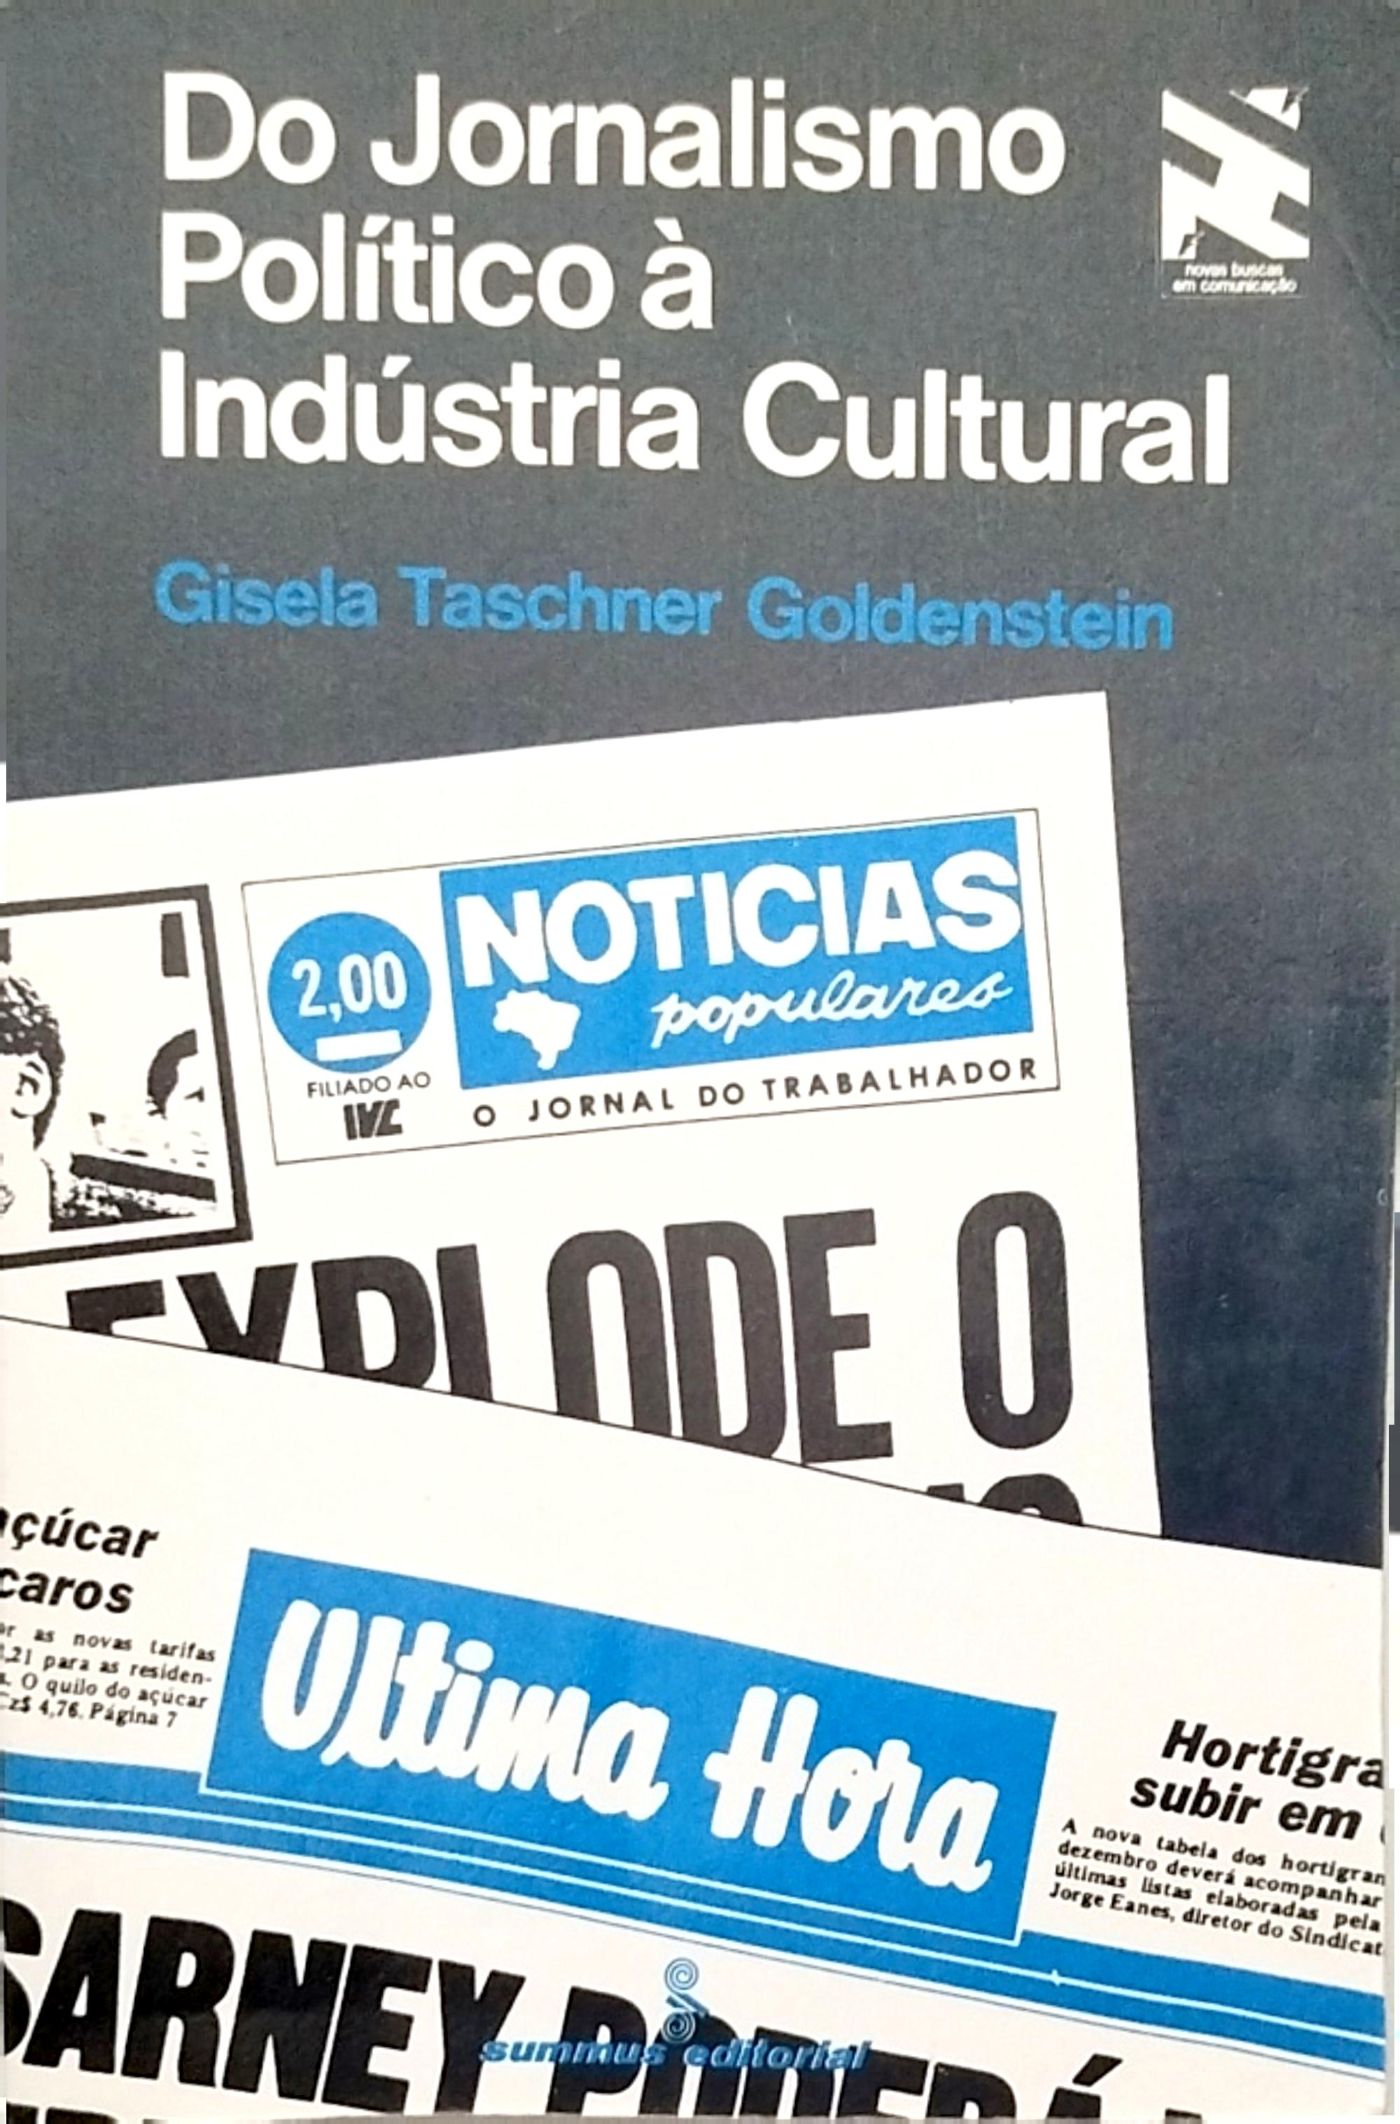 Do Jornalismo
Político à
Indústria Cultural
novas buscas
em comunicação
Gisela Taschner Goldenstein
2,00
NOTICIAS
populares
FILIADO AO
IVC
O JORNAL DO TRABALHADOR
EXPLODE O
açúcar
caros
as novas tarifas
,21 para as residen-
O quilo do açúcar
Cz$ 4,76. Página 7
Ultima Hora
Hortigra
subir em
A nova tabela dos hortigran
dezembro deverá acompanhar
últimas listas elaboradas pela
Jorge Eanes, diretor do Sindicat
SARNEY PODERÁ
summus editorial